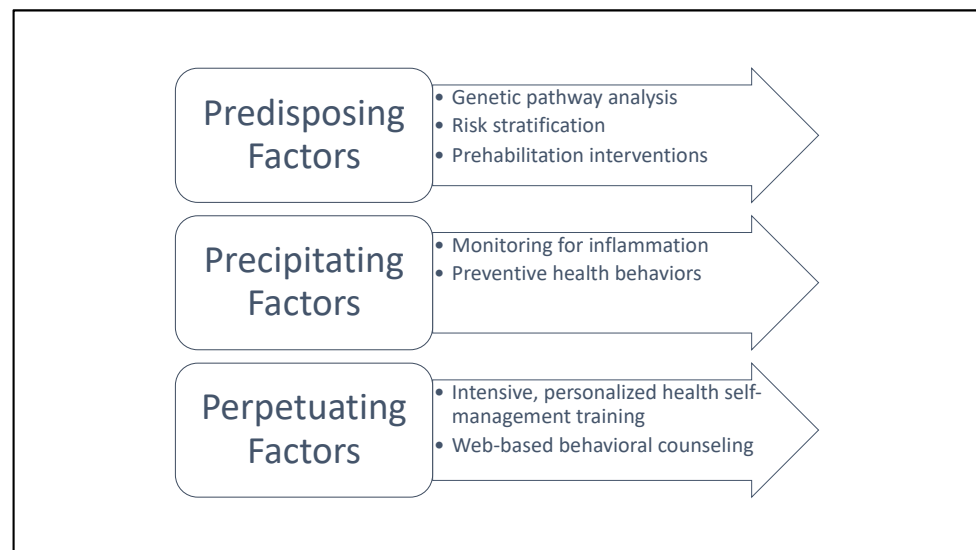 Predisposing
Factors
• Genetic pathway analysis
• Risk stratification
• Prehabilitation interventions
Precipitating
Factors
• Monitoring for inflammation
• Preventive health behaviors
Perpetuating
Factors
• Intensive, personalized health self-
management training
• Web-based behavioral counseling